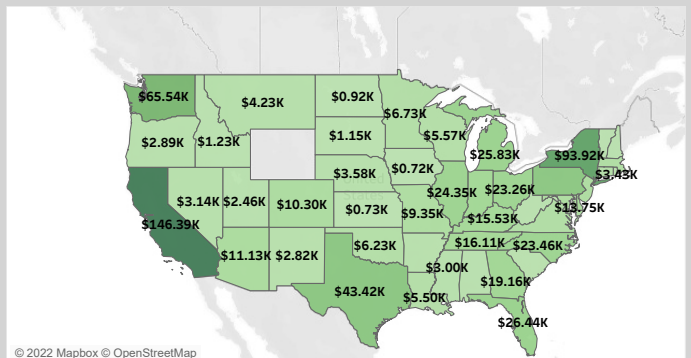 $65.54K
$4.23K
$0.92K
$6.73K
$2.89K
$1.23K
$1.15K
$5.57K
$25.83K
$93.92K
$3.43K
$3.58K
$0.72K
$3.14K
$2.46K
$10.30K
$0.73K
$9.35K
$24.35K
$23.26K
$13.75K
$146.39K
$15.53K
$11.13K
$2.82K
$6.23K
$16.11K
$23.46K
$3.00K
$19.16K
$43.42K
$5.50K
$26.44K
© 2022 Mapbox © OpenStreetMap